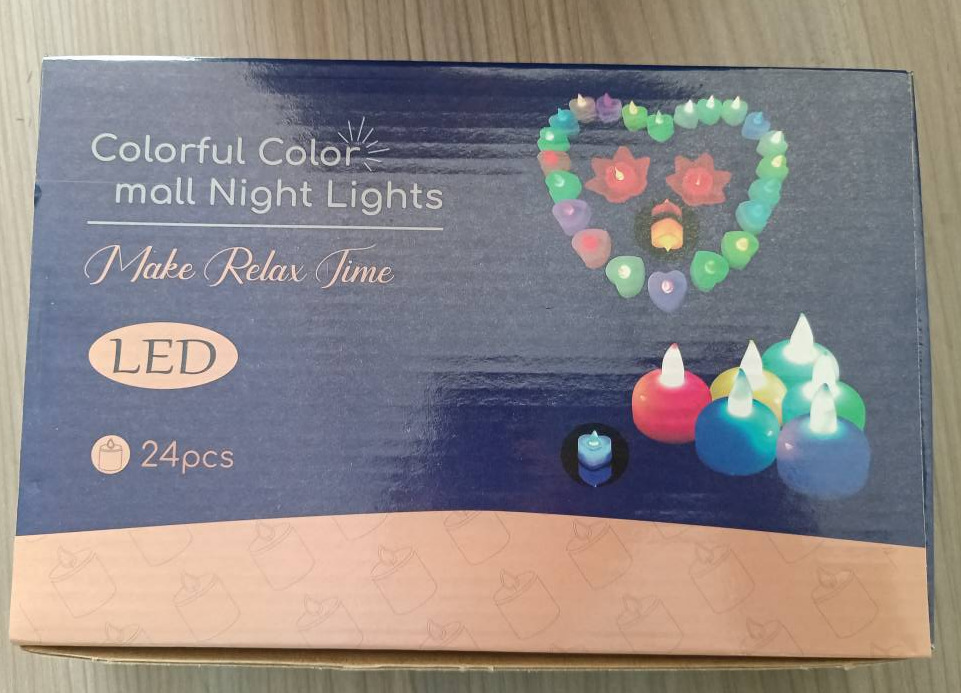 Colorful Color
mall Night Lights
Make Relax Time
LED
24pcs